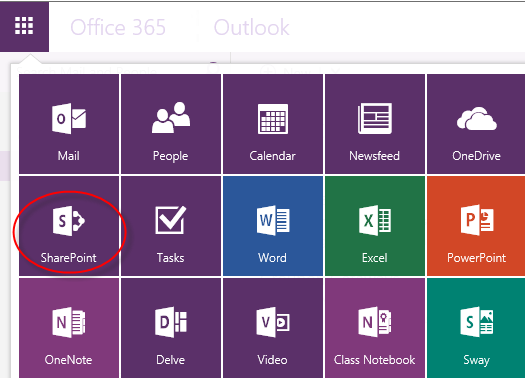 Office 365 Outlook
Mail People Calendar Newsfeed OneDrive
S SharePoint Tasks Word Excel PowerPoint
OneNote Delve Video Class Notebook Sway